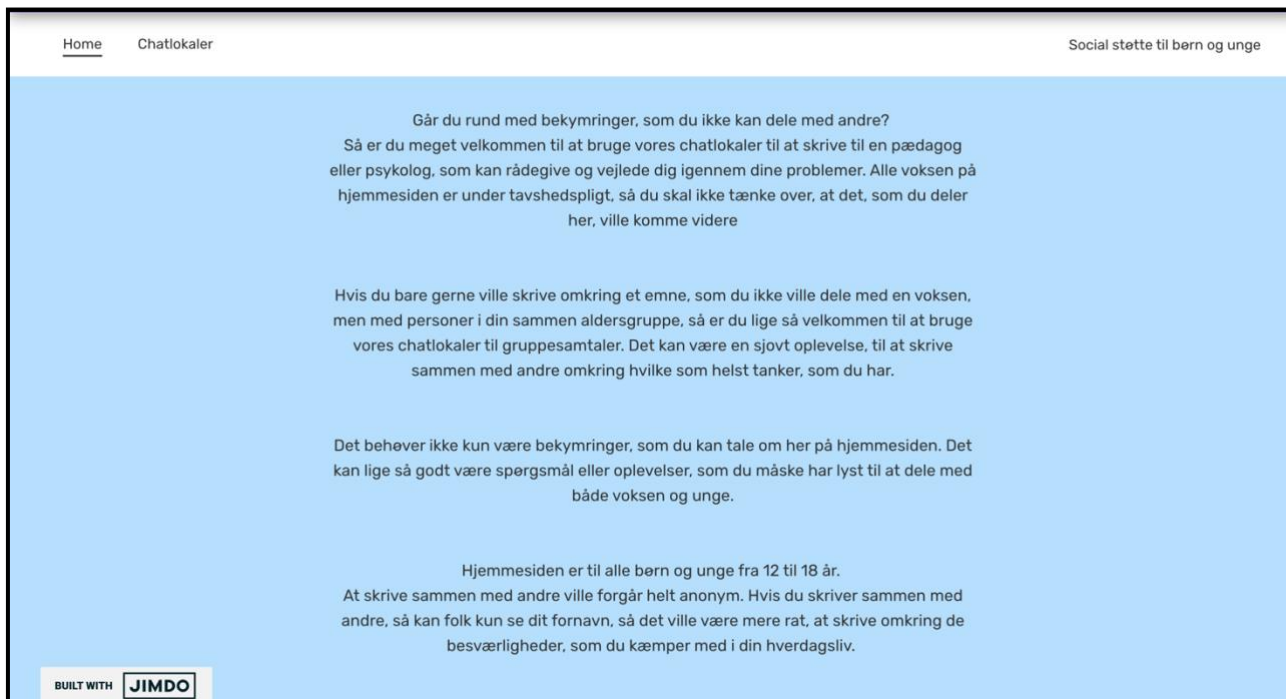 Home Chatlokaler Social støtte til børn og unge
Går du rund med bekymringer, som du ikke kan dele med andre?
Så er du meget velkommen til at bruge vores chatlokaler til at skrive til en pædagog
eller psykolog, som kan rådegive og vejlede dig igennem dine problemer. Alle voksen på
hjemmesiden er under tavshedspligt, så du skal ikke tænke over, at det, som du deler
her, ville komme videre
Hvis du bare gerne ville skrive omkring et emne, som du ikke ville dele med en voksen,
men med personer i din sammen aldersgruppe, så er du lige så velkommen til at bruge
vores chatlokaler til gruppesamtaler. Det kan være en sjovt oplevelse, til at skrive
sammen med andre omkring hvilke som helst tanker, som du har.
Det behøver ikke kun være bekymringer, som du kan tale om her på hjemmesiden. Det
kan lige så godt være spørgsmål eller oplevelser, som du måske har lyst til at dele med
både voksen og unge.
Hjemmesiden er til alle børn og unge fra 12 til 18 år.
At skrive sammen med andre ville forgår helt anonym. Hvis du skriver sammen med
andre, så kan folk kun se dit fornavn, så det ville være mere rat, at skrive omkring de
besværligheder, som du kæmper med i din hverdagsliv.
BUILT WITH JIMDO